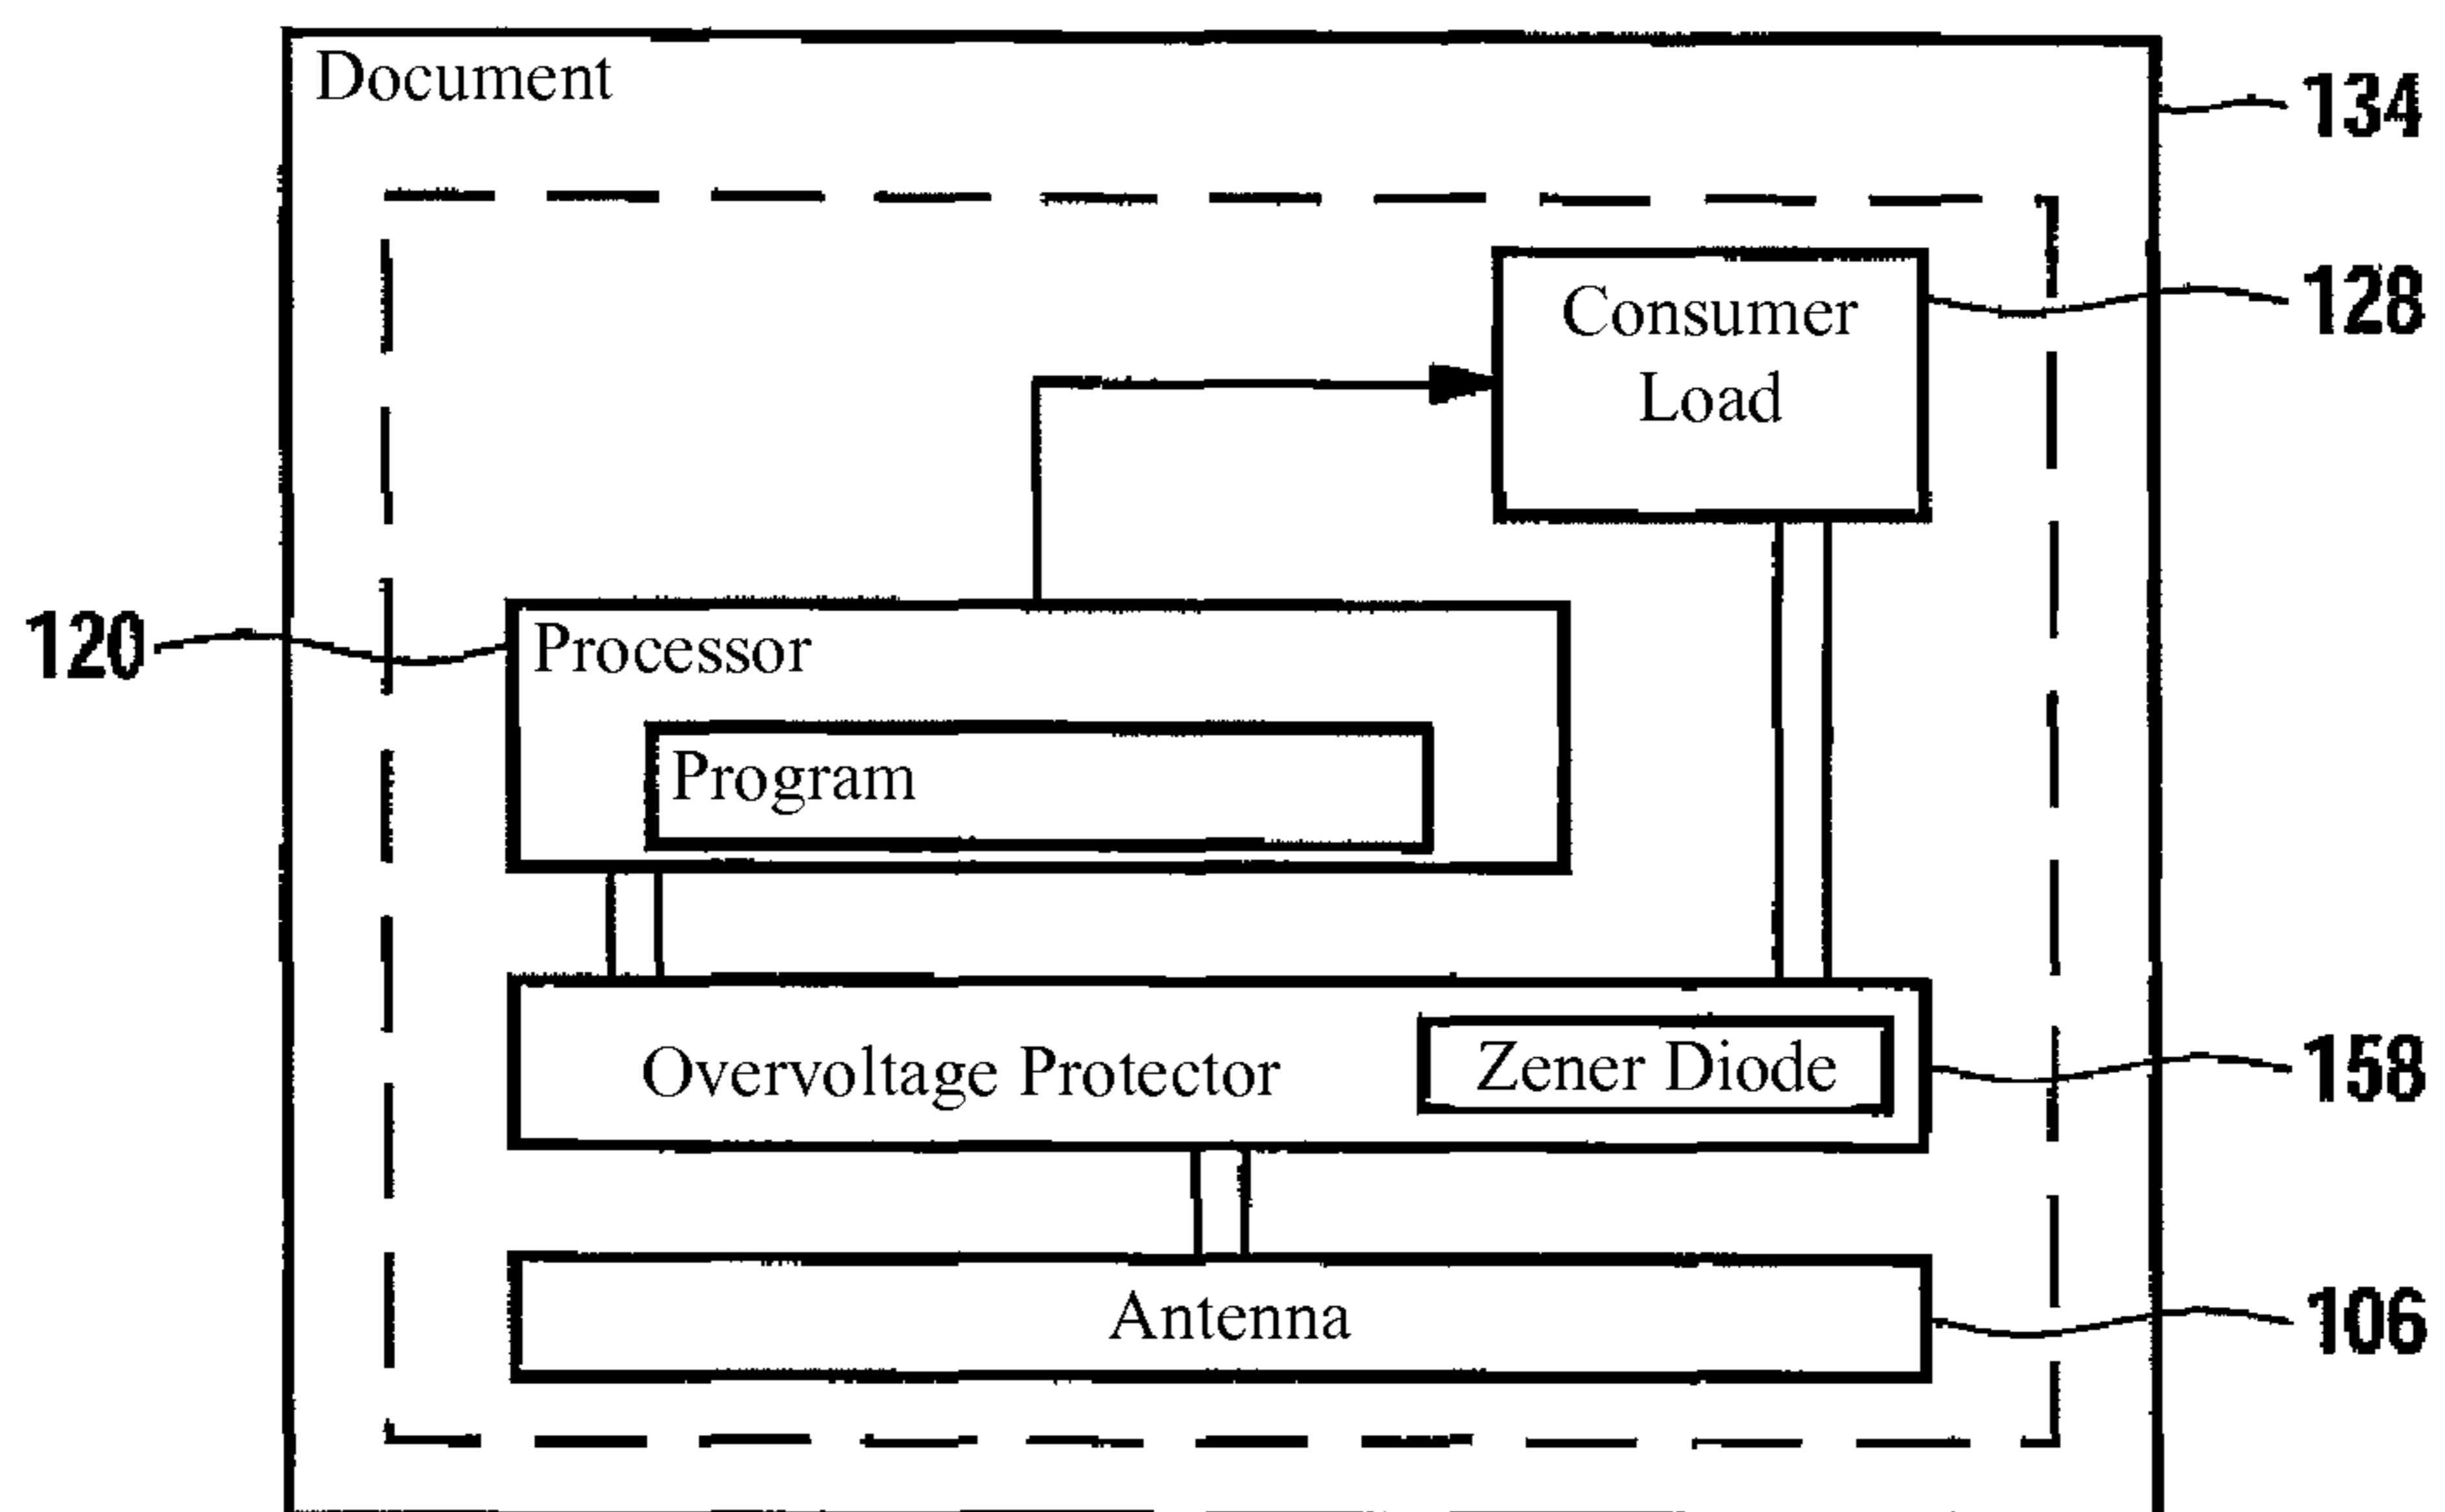 Document
134
Consumer
Load
128
120
Processor
Program
Overvoltage Protector
Zener Diode
158
Antenna
106